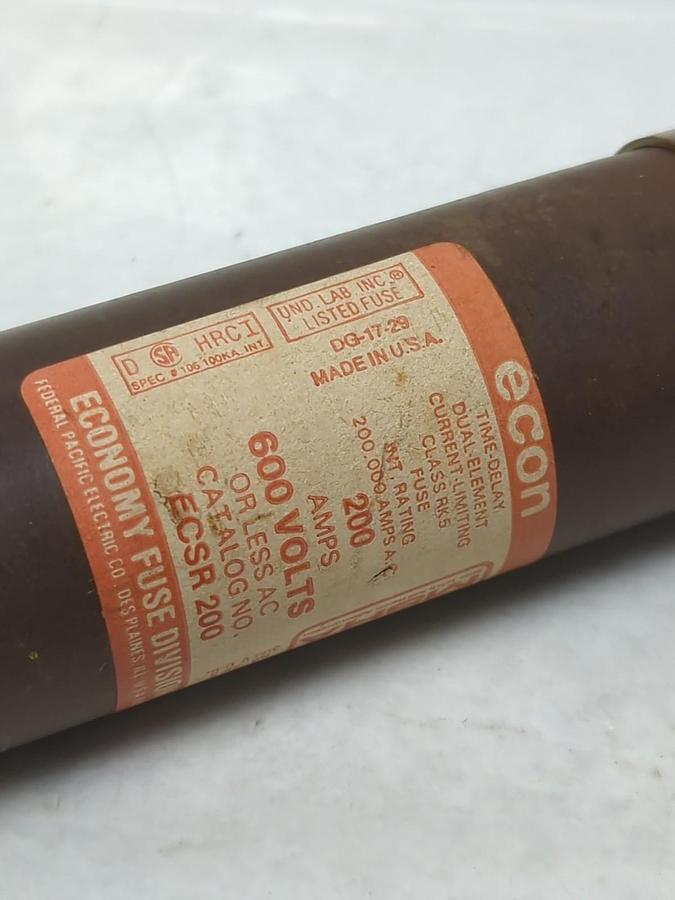 econ
TIME-DELAY
DUAL-ELEMENT
CURRENT-LIMITING
CLASS RK5
FUSE
INT. RATING
200,000 AMPS A.C.
200
AMPS
600 VOLTS
OR LESS AC
CATALOG NO.
ECSR 200
UND. LAB. INC.®
LISTED FUSE
DG-17-29
MADE IN U.S.A.
D SA HRCI
SPEC # 106 100KA. INT.
ECONOMY FUSE DIVISION
FEDERAL PACIFIC ELECTRIC CO. DES PLAINES, IL.